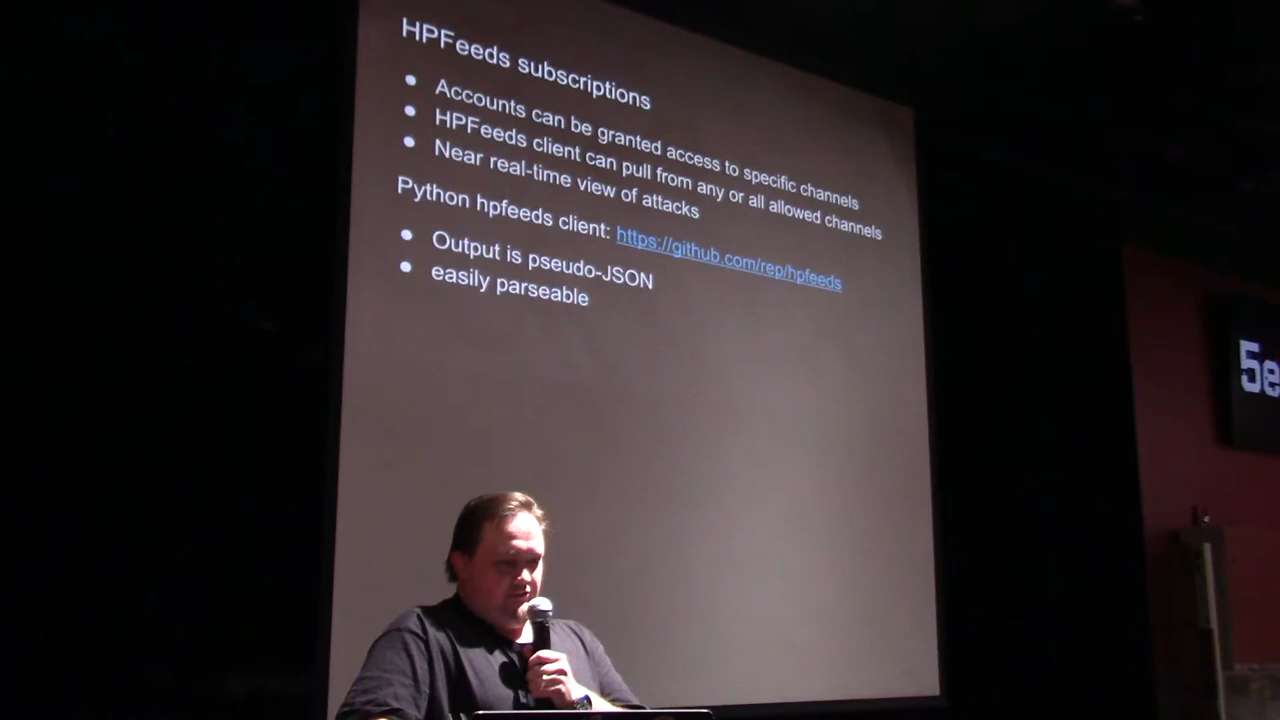 HPFeeds subscriptions
● Accounts can be granted access to specific channels
● HPFeeds client can pull from any or all allowed channels
● Near real-time view of attacks
Python hpfeeds client: https://github.com/rep/hpfeeds
● Output is pseudo-JSON
● easily parseable
5e